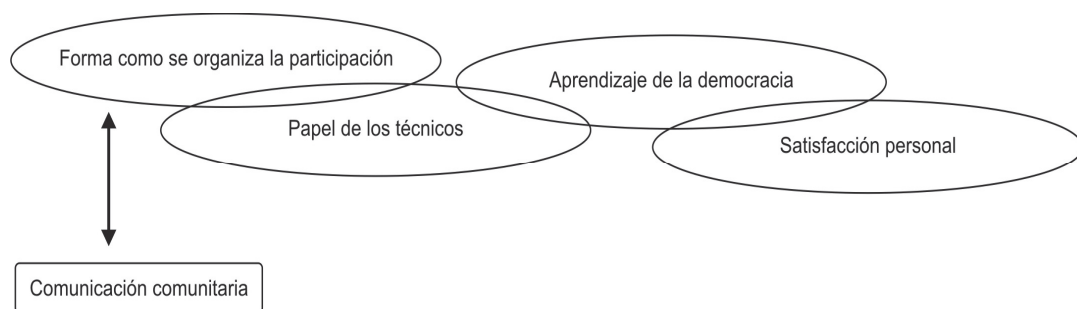 Forma como se organiza la participación
Aprendizaje de la democracia
Papel de los técnicos
Satisfacción personal
Comunicación comunitaria